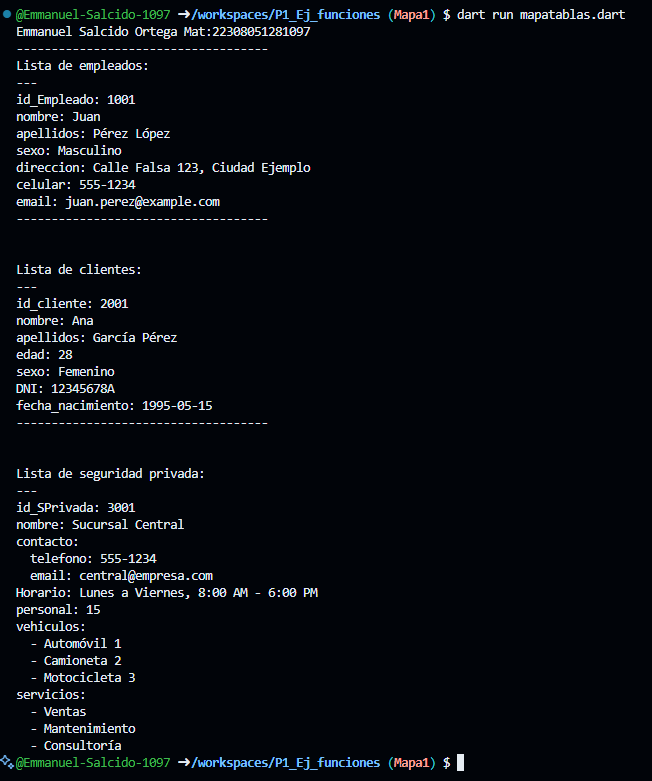 @Emmanuel-Salcido-1097 ➜/workspaces/P1_Ej_funciones (Mapa1) $ dart run mapatablas.dart
Emmanuel Salcido Ortega Mat:22308051281097
------------------------------------
Lista de empleados:
---
id_Empleado: 1001
nombre: Juan
apellidos: Pérez López
sexo: Masculino
direccion: Calle Falsa 123, Ciudad Ejemplo
celular: 555-1234
email: juan.perez@example.com
------------------------------------
Lista de clientes:
---
id_cliente: 2001
nombre: Ana
apellidos: García Pérez
edad: 28
sexo: Femenino
DNI: 12345678A
fecha_nacimiento: 1995-05-15
------------------------------------
Lista de seguridad privada:
---
id_SPrivada: 3001
nombre: Sucursal Central
contacto:
  telefono: 555-1234
  email: central@empresa.com
Horario: Lunes a Viernes, 8:00 AM - 6:00 PM
personal: 15
vehiculos:
  - Automóvil 1
  - Camioneta 2
  - Motocicleta 3
servicios:
  - Ventas
  - Mantenimiento
  - Consultoría
@Emmanuel-Salcido-1097 ➜/workspaces/P1_Ej_funciones (Mapa1) $